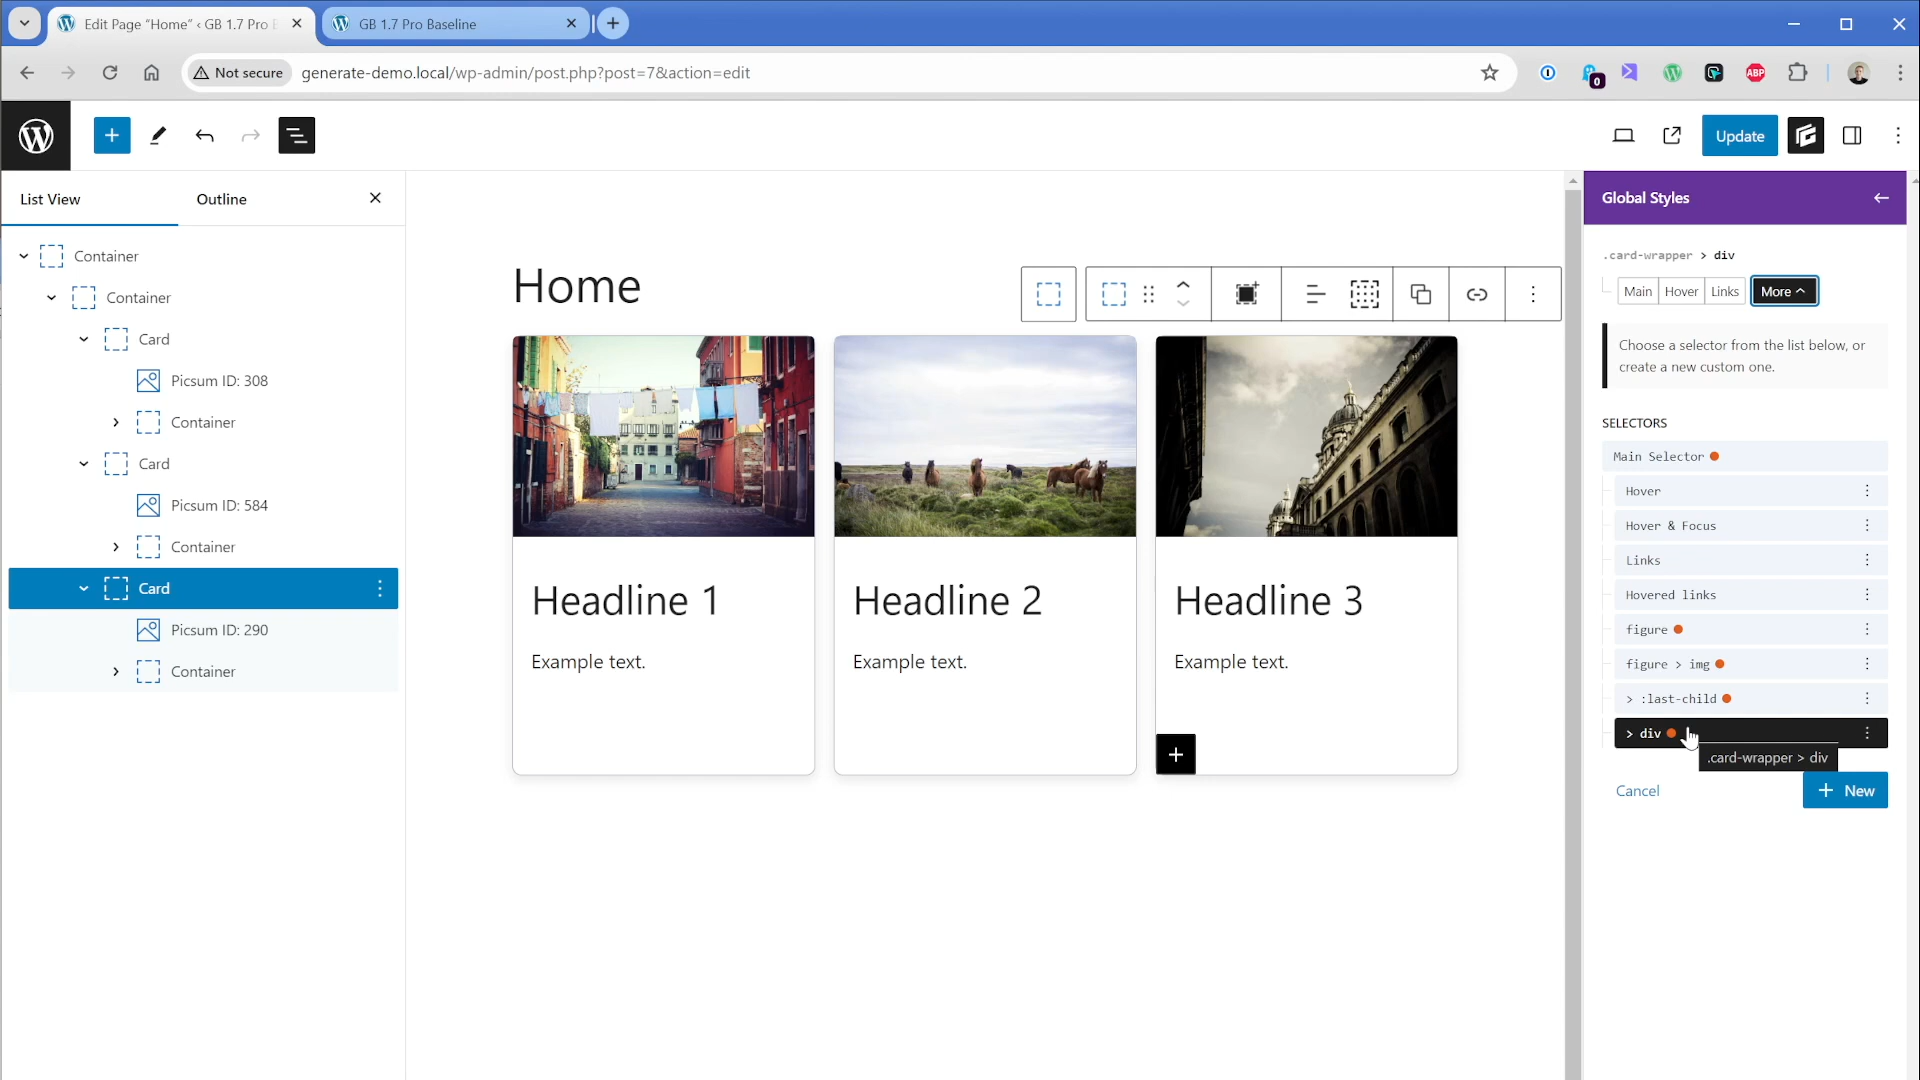 Edit Page “Home” ‹ GB 1.7 Pro
GB 1.7 Pro Baseline
Not secure
generate-demo.local/wp-admin/post.php?post=7&action=edit
0
ABP
Update
List View
Outline
Global Styles
Container
Container
Card
Picsum ID: 308
Container
Card
Picsum ID: 584
Container
Card
Picsum ID: 290
Container
Home
Headline 1
Example text.
Headline 2
Example text.
Headline 3
Example text.
.card-wrapper > div
Main
Hover
Links
More
Choose a selector from the list below, or
create a new custom one.
SELECTORS
Main Selector
Hover
Hover & Focus
Links
Hovered links
figure
figure > img
> :last-child
> div
.card-wrapper > div
Cancel
New